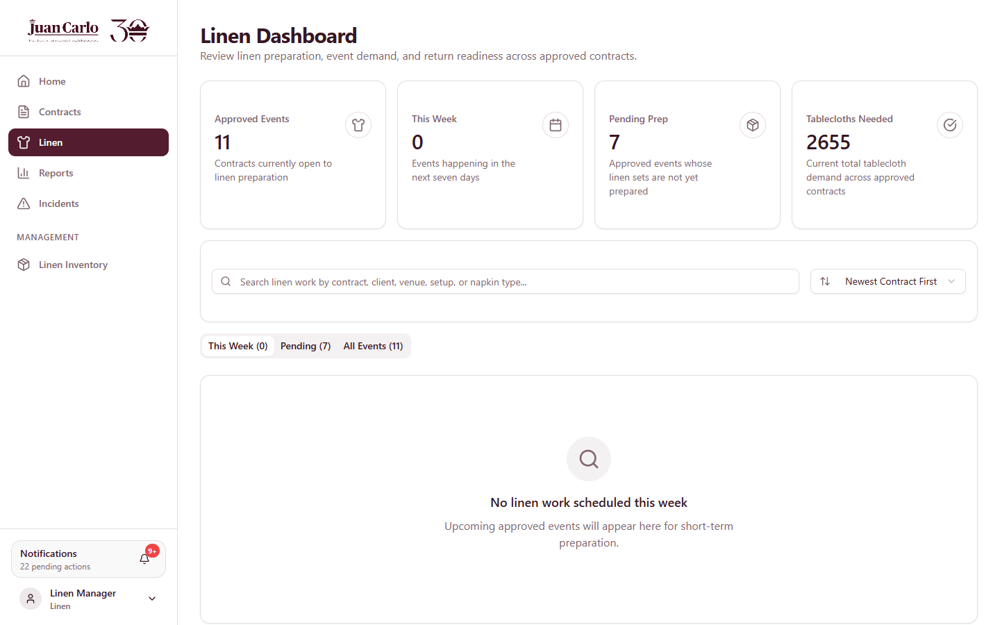 Juan Carlo 30
Home
Contracts
Linen
Reports
Incidents
MANAGEMENT
Linen Inventory
Notifications
22 pending actions
9+
Linen Manager
Linen
Linen Dashboard
Review linen preparation, event demand, and return readiness across approved contracts.
Approved Events
11
Contracts currently open to
linen preparation
This Week
0
Events happening in the
next seven days
Pending Prep
7
Approved events whose
linen sets are not yet
prepared
Tablecloths Needed
2655
Current total tablecloth
demand across approved
contracts
Search linen work by contract, client, venue, setup, or napkin type...
Newest Contract First
This Week (0)
Pending (7)
All Events (11)
No linen work scheduled this week
Upcoming approved events will appear here for short-term
preparation.